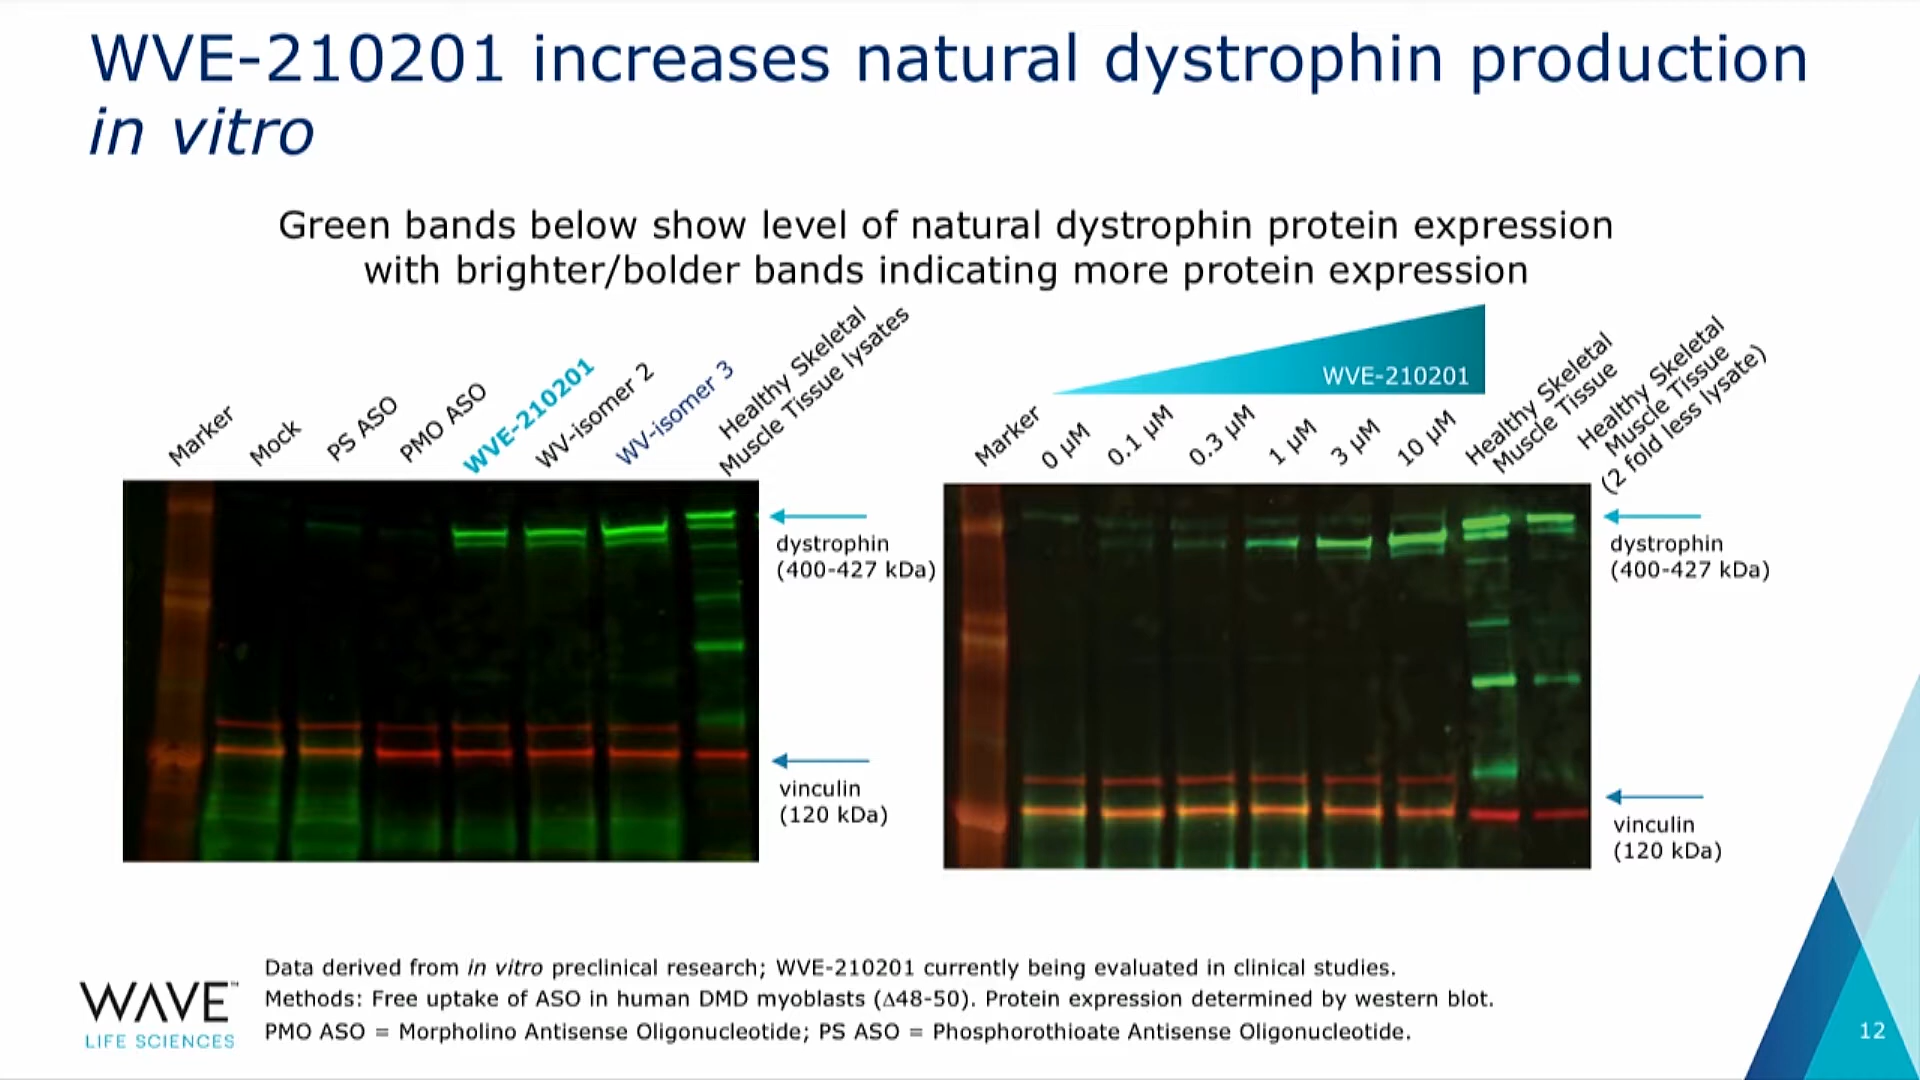 WVE-210201 increases natural dystrophin production
in vitro
Green bands below show level of natural dystrophin protein expression
with brighter/bolder bands indicating more protein expression
Marker
Mock
PS ASO
PMO ASO
WVE-210201
WV-isomer 2
WV-isomer 3
Healthy Skeletal
Muscle Tissue lysates
dystrophin
(400-427 kDa)
vinculin
(120 kDa)
WVE-210201
Marker
0 µM
0.1 µM
0.3 µM
1 µM
3 µM
10 µM
Healthy Skeletal
Muscle Tissue
Healthy Skeletal
Muscle Tissue
(2 fold less lysate)
dystrophin
(400-427 kDa)
vinculin
(120 kDa)
WAVE™
LIFE SCIENCES
Data derived from in vitro preclinical research; WVE-210201 currently being evaluated in clinical studies.
Methods: Free uptake of ASO in human DMD myoblasts (Δ48-50). Protein expression determined by western blot.
PMO ASO = Morpholino Antisense Oligonucleotide; PS ASO = Phosphorothioate Antisense Oligonucleotide.
12